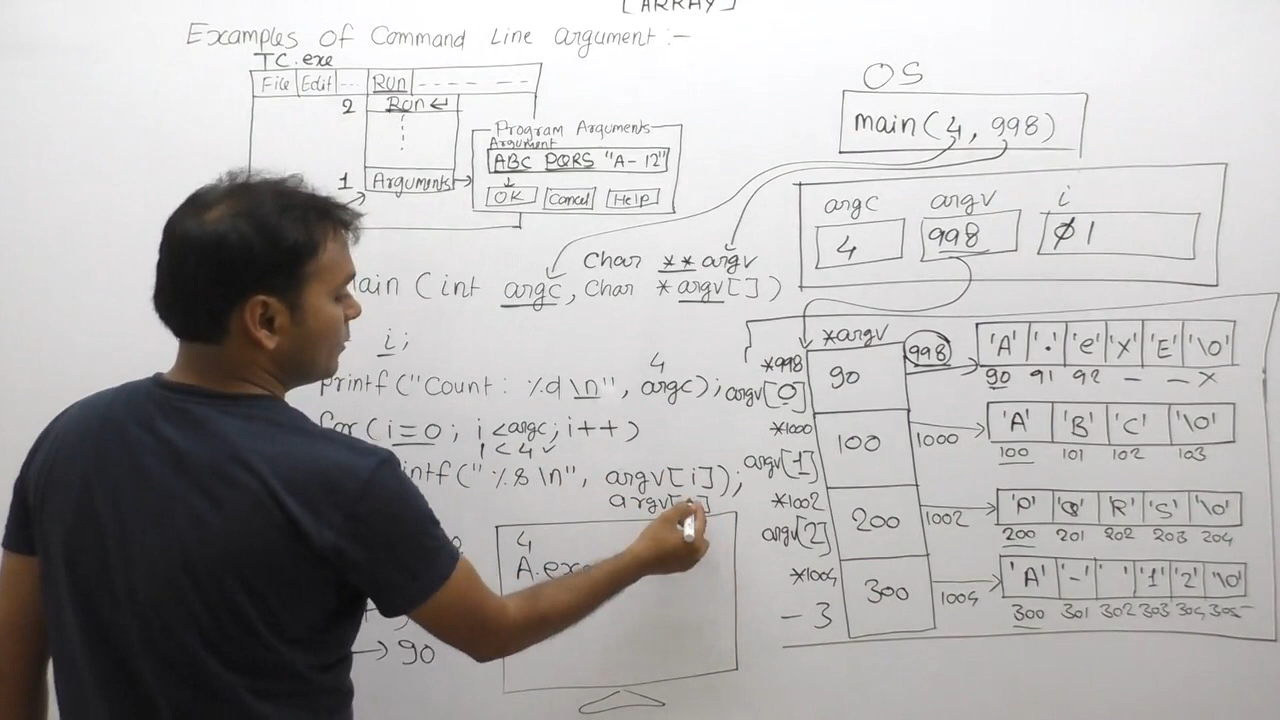 [ARRAY]
Examples of Command Line argument :-
TC.exe
File Edit ... Run - - - - - - -
2 Run ↵
1 Arguments
Program Arguments
Argument
ABC PQRS "A- 12"
OK Cancel Help
OS
main(4, 998)
argc argv i
4 998 0 1
Char **argv
main (int argc, Char *argv[])
i;
4
printf("Count: %d\n", argc);
for(i=0; i<argc; i++)
1<4 ✓
printf("%s\n", argv[i]);
argv[
4
A.exe
→ 90
*argv
*998
argv[0] 90 998 'A' '.' 'e' 'x' 'E' '\0'
90 91 92 - - x
*1000
argv[1] 100 1000 'A' 'B' 'C' '\0'
100 101 102 103
*1002
argv[2] 200 1002 'P' 'Q' 'R' 'S' '\0'
200 201 202 203 204
*1004
- 3 300 1004 'A' '-' ' ' '1' '2' '\0'
300 301 302 303 304 305